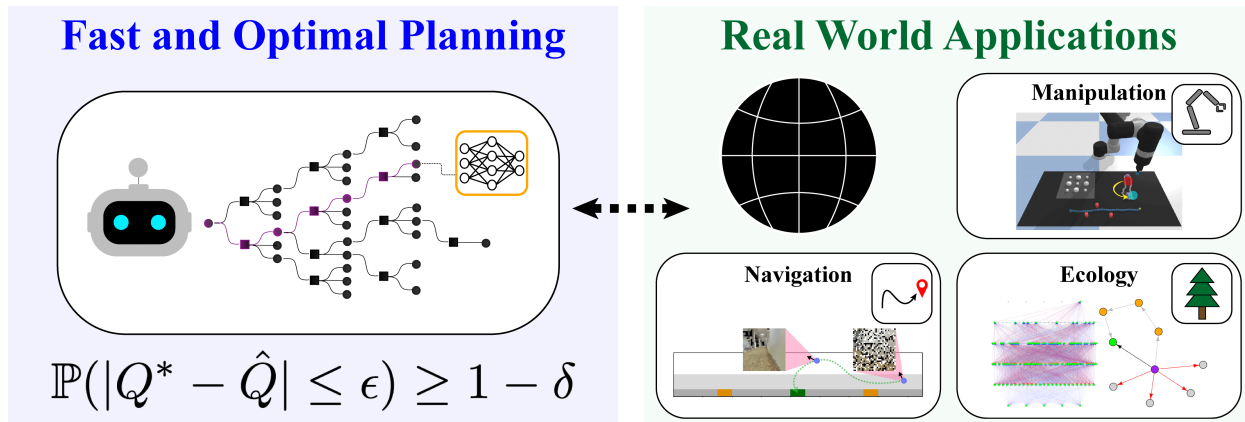 Fast and Optimal Planning
ℙ(|Q* − Q̂| ≤ ϵ) ≥ 1 − δ
Real World Applications
Manipulation
Navigation
Ecology